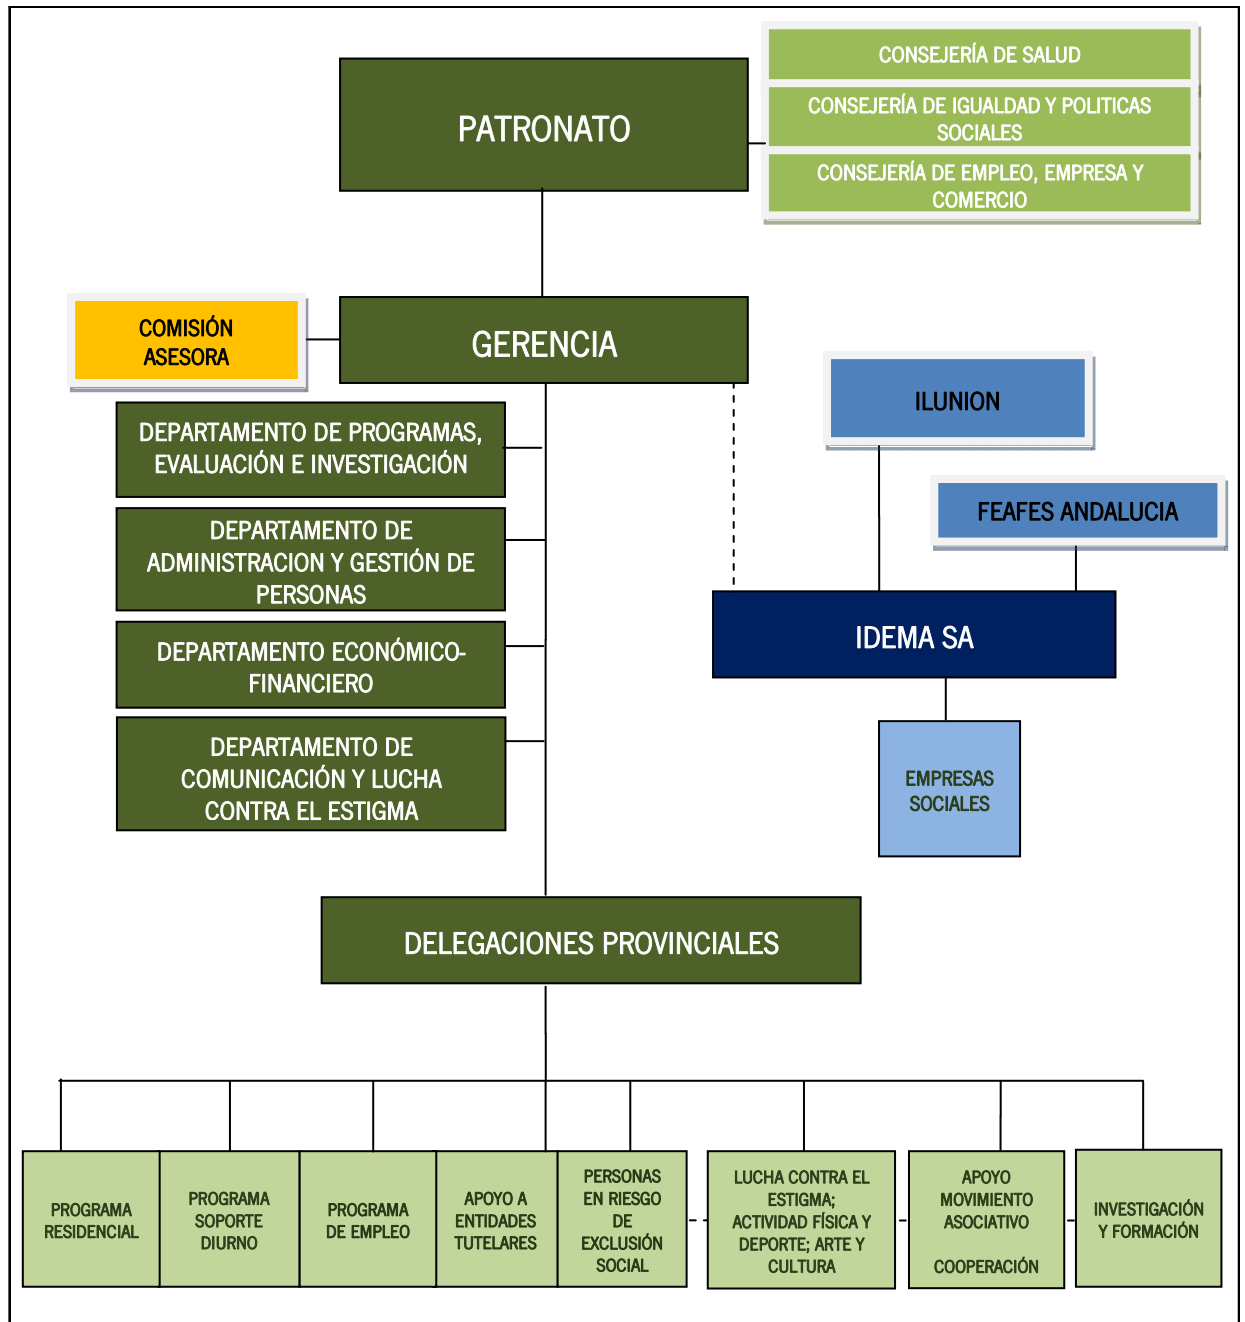 CONSEJERÍA DE SALUD
PATRONATO
CONSEJERÍA DE IGUALDAD Y POLITICAS
SOCIALES
CONSEJERÍA DE EMPLEO, EMPRESA Y
COMERCIO
COMISIÓN
ASESORA
GERENCIA
ILUNION
DEPARTAMENTO DE PROGRAMAS,
EVALUACIÓN E INVESTIGACIÓN
FEAFES ANDALUCIA
DEPARTAMENTO DE
ADMINISTRACION Y GESTIÓN DE
PERSONAS
IDEMA SA
DEPARTAMENTO ECONÓMICO-
FINANCIERO
DEPARTAMENTO DE
COMUNICACIÓN Y LUCHA
CONTRA EL ESTIGMA
EMPRESAS
SOCIALES
DELEGACIONES PROVINCIALES
PROGRAMA
RESIDENCIAL
PROGRAMA
SOPORTE
DIURNO
PROGRAMA
DE EMPLEO
APOYO A
ENTIDADES
TUTELARES
PERSONAS
EN RIESGO
DE
EXCLUSIÓN
SOCIAL
LUCHA CONTRA EL
ESTIGMA;
ACTIVIDAD FÍSICA Y
DEPORTE; ARTE Y
CULTURA
APOYO
MOVIMIENTO
ASOCIATIVO
COOPERACIÓN
INVESTIGACIÓN
Y FORMACIÓN